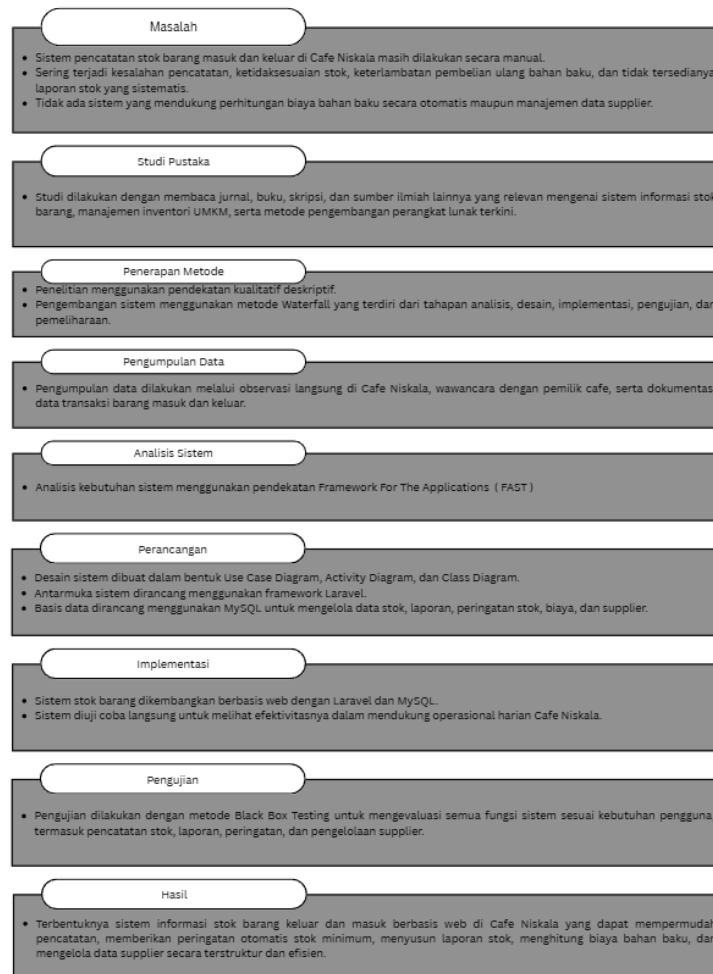 Masalah
• Sistem pencatatan stok barang masuk dan keluar di Cafe Niskala masih dilakukan secara manual.
• Sering terjadi kesalahan pencatatan, ketidaksesuaian stok, keterlambatan pembelian ulang bahan baku, dan tidak tersedianya
laporan stok yang sistematis.
• Tidak ada sistem yang mendukung perhitungan biaya bahan baku secara otomatis maupun manajemen data supplier.
Studi Pustaka
• Studi dilakukan dengan membaca jurnal, buku, skripsi, dan sumber ilmiah lainnya yang relevan mengenai sistem informasi stok
barang, manajemen inventori UMKM, serta metode pengembangan perangkat lunak terkini.
Penerapan Metode
• Penelitian menggunakan pendekatan kualitatif deskriptif.
• Pengembangan sistem menggunakan metode Waterfall yang terdiri dari tahapan analisis, desain, implementasi, pengujian, dan
pemeliharaan.
Pengumpulan Data
• Pengumpulan data dilakukan melalui observasi langsung di Cafe Niskala, wawancara dengan pemilik cafe, serta dokumentas
data transaksi barang masuk dan keluar.
Analisis Sistem
• Analisis kebutuhan sistem menggunakan pendekatan Framework For The Applications ( FAST )
Perancangan
• Desain sistem dibuat dalam bentuk Use Case Diagram, Activity Diagram, dan Class Diagram.
• Antarmuka sistem dirancang menggunakan framework Laravel.
• Basis data dirancang menggunakan MySQL untuk mengelola data stok, laporan, peringatan stok, biaya, dan supplier.
Implementasi
• Sistem stok barang dikembangkan berbasis web dengan Laravel dan MySQL.
• Sistem diuji coba langsung untuk melihat efektivitasnya dalam mendukung operasional harian Cafe Niskala.
Pengujian
• Pengujian dilakukan dengan metode Black Box Testing untuk mengevaluasi semua fungsi sistem sesuai kebutuhan pengguna,
termasuk pencatatan stok, laporan, peringatan, dan pengelolaan supplier.
Hasil
• Terbentuknya sistem informasi stok barang keluar dan masuk berbasis web di Cafe Niskala yang dapat mempermudah
pencatatan, memberikan peringatan otomatis stok minimum, menyusun laporan stok, menghitung biaya bahan baku, dan
mengelola data supplier secara terstruktur dan efisien.